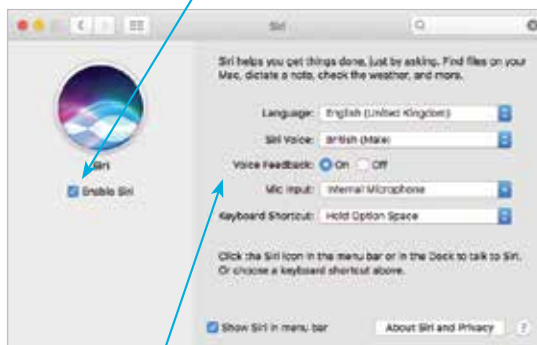 Siri
Siri helps you get things done, just by asking. Find files on your
Mac, dictate a note, check the weather, and more.
Language: English (United Kingdom)
Siri Voice: British (Male)
Siri
Voice Feedback: On Off
Enable Siri
Mic Input: Internal Microphone
Keyboard Shortcut: Hold Option Space
Click the Siri icon in the menu bar or in the Dock to talk to Siri.
Or choose a keyboard shortcut above.
Show Siri in menu bar
About Siri and Privacy
?